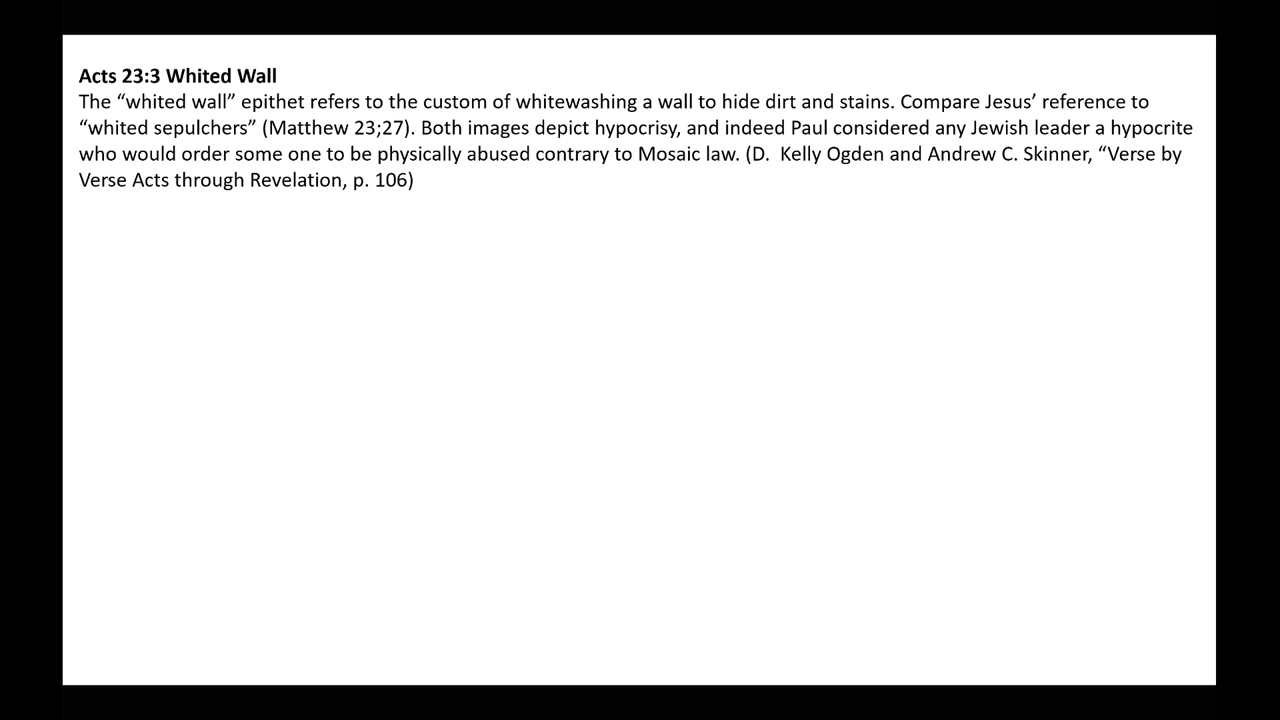 Acts 23:3 Whited Wall
The “whited wall” epithet refers to the custom of whitewashing a wall to hide dirt and stains. Compare Jesus’ reference to
“whited sepulchers” (Matthew 23;27). Both images depict hypocrisy, and indeed Paul considered any Jewish leader a hypocrite
who would order some one to be physically abused contrary to Mosaic law. (D.  Kelly Ogden and Andrew C. Skinner, “Verse by
Verse Acts through Revelation, p. 106)